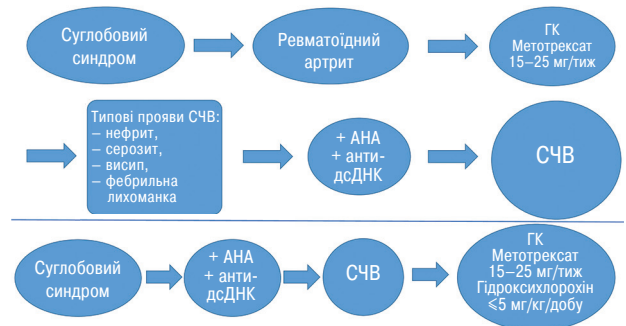 Суглобовий
синдром
Ревматоїдний
артрит
ГК
Метотрексат
15–25 мг/тиж
Типові прояви СЧВ:
– нефрит,
– серозит,
– висип,
– фебрильна
лихоманка
+ АНА
+ анти-
дсДНК
СЧВ
Суглобовий
синдром
+ АНА
+ анти-
дсДНК
СЧВ
ГК
Метотрексат
15–25 мг/тиж
Гідроксихлорохін
⩽5 мг/кг/добу